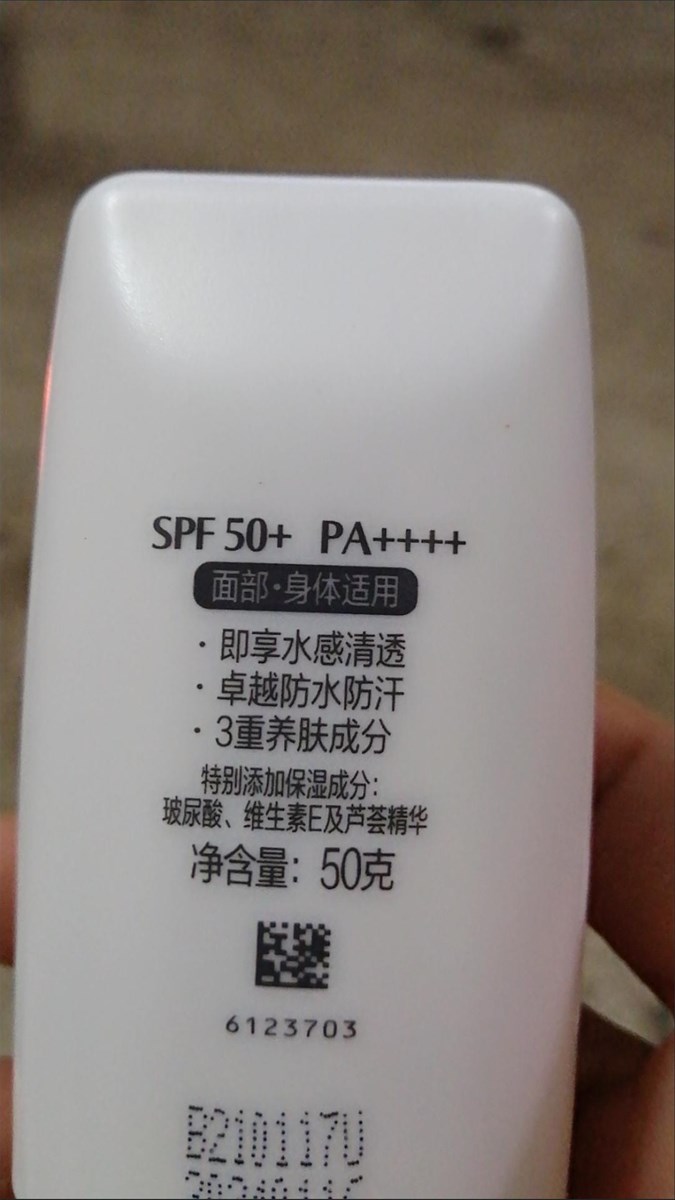 SPF 50+ PA++++
面部·身体适用
·即享水感清透
·卓越防水防汗
·3重养肤成分
特别添加保湿成分:
玻尿酸、维生素E及芦荟精华
净含量: 50克
6123703
B210117U